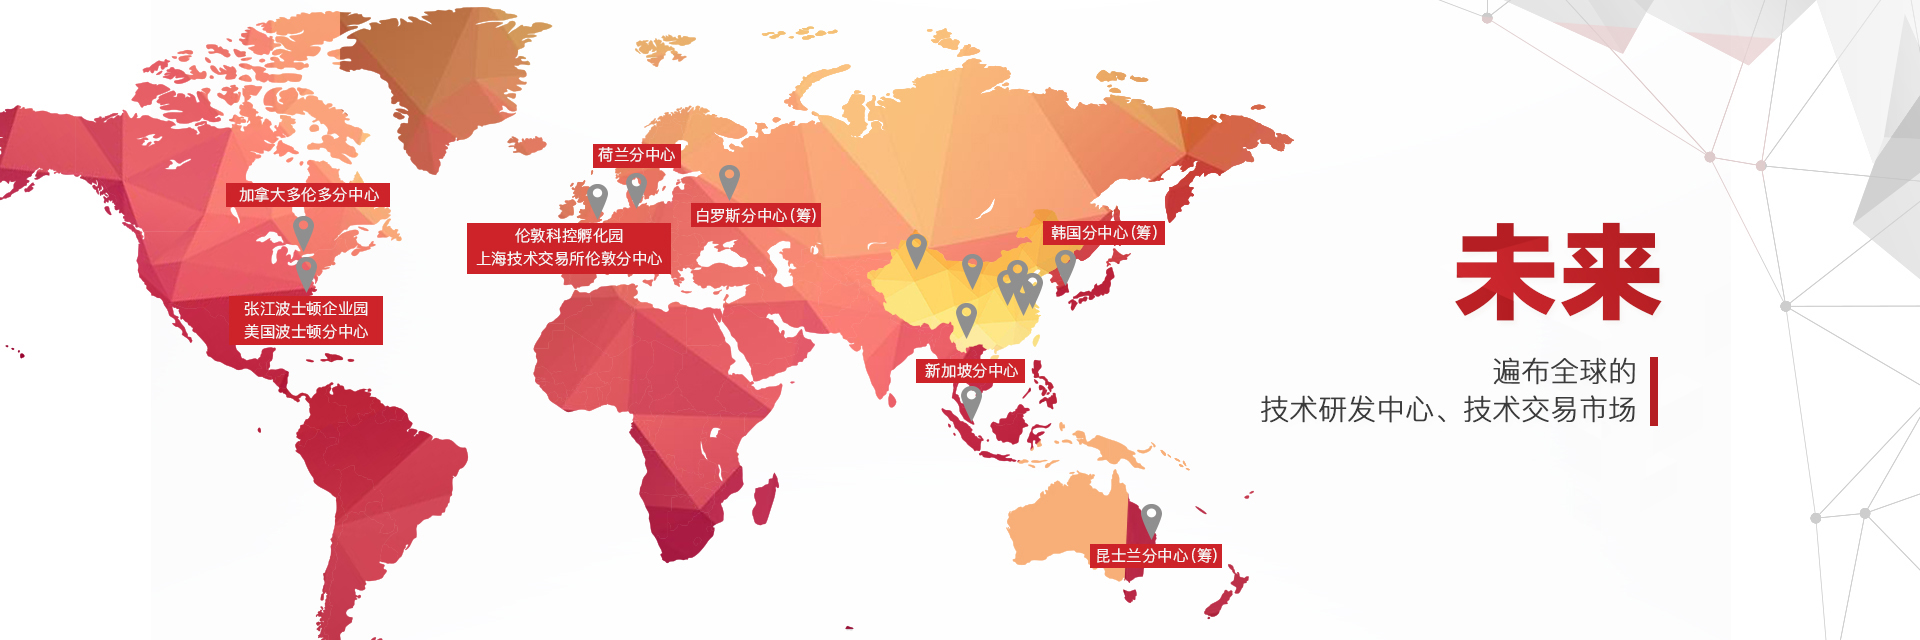 荷兰分中心
加拿大多伦多分中心
白罗斯分中心(筹)
伦敦科控孵化园
上海技术交易所伦敦分中心
韩国分中心(筹)
张江波士顿企业园
美国波士顿分中心
新加坡分中心
昆士兰分中心(筹)
未来
遍布全球的
技术研发中心、技术交易市场